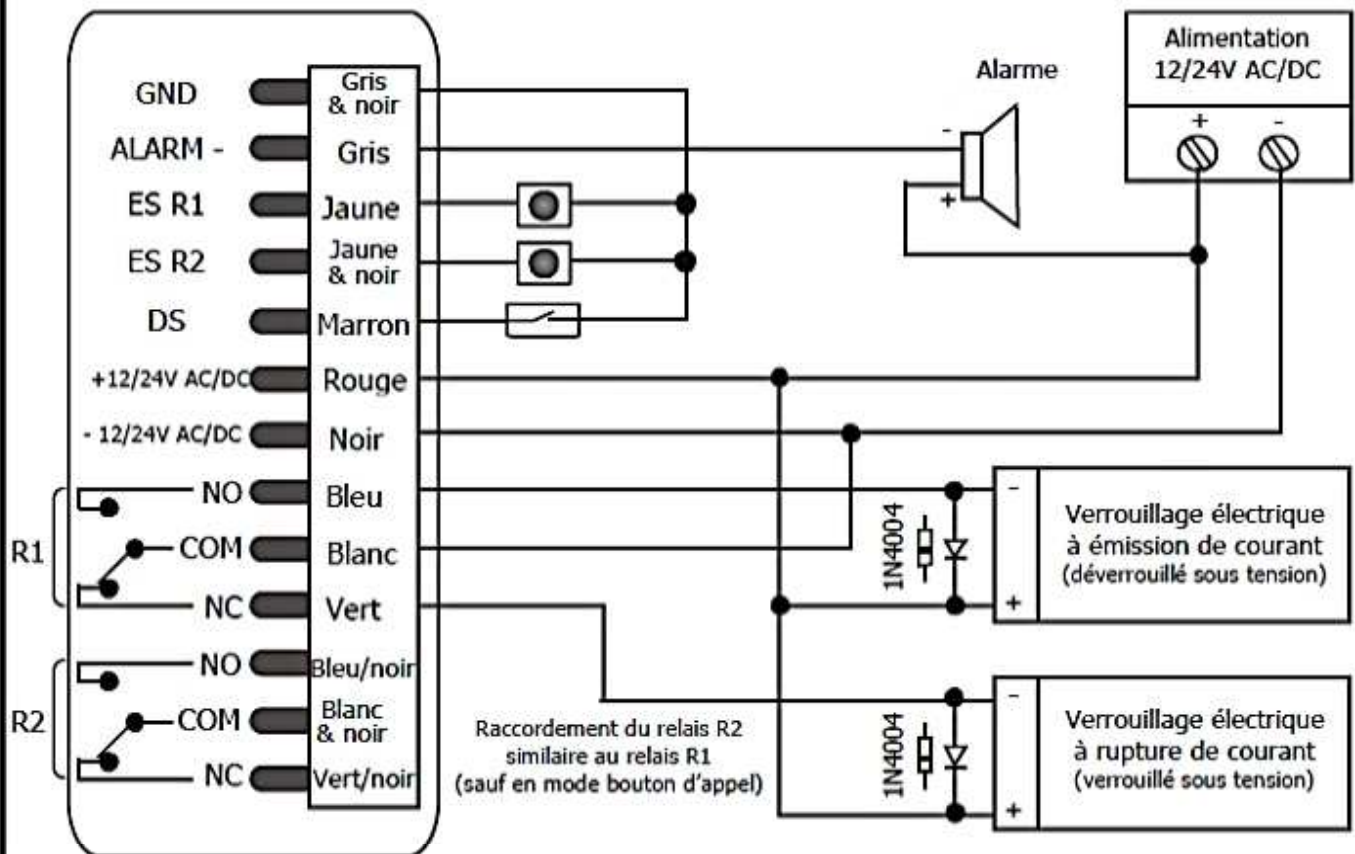 Alimentation
12/24V AC/DC
+ -
Alarme
-
+
GND
Gris
& noir
ALARM -
Gris
ES R1
Jaune
ES R2
Jaune
& noir
DS
Marron
+12/24V AC/DC
Rouge
- 12/24V AC/DC
Noir
R1
NO
Bleu
COM
Blanc
NC
Vert
R2
NO
Bleu/noir
COM
Blanc
& noir
NC
Vert/noir
1N4004
-
+
Verrouillage électrique
à émission de courant
(déverrouillé sous tension)
Raccordement du relais R2
similaire au relais R1
(sauf en mode bouton d'appel)
1N4004
-
+
Verrouillage électrique
à rupture de courant
(verrouillé sous tension)